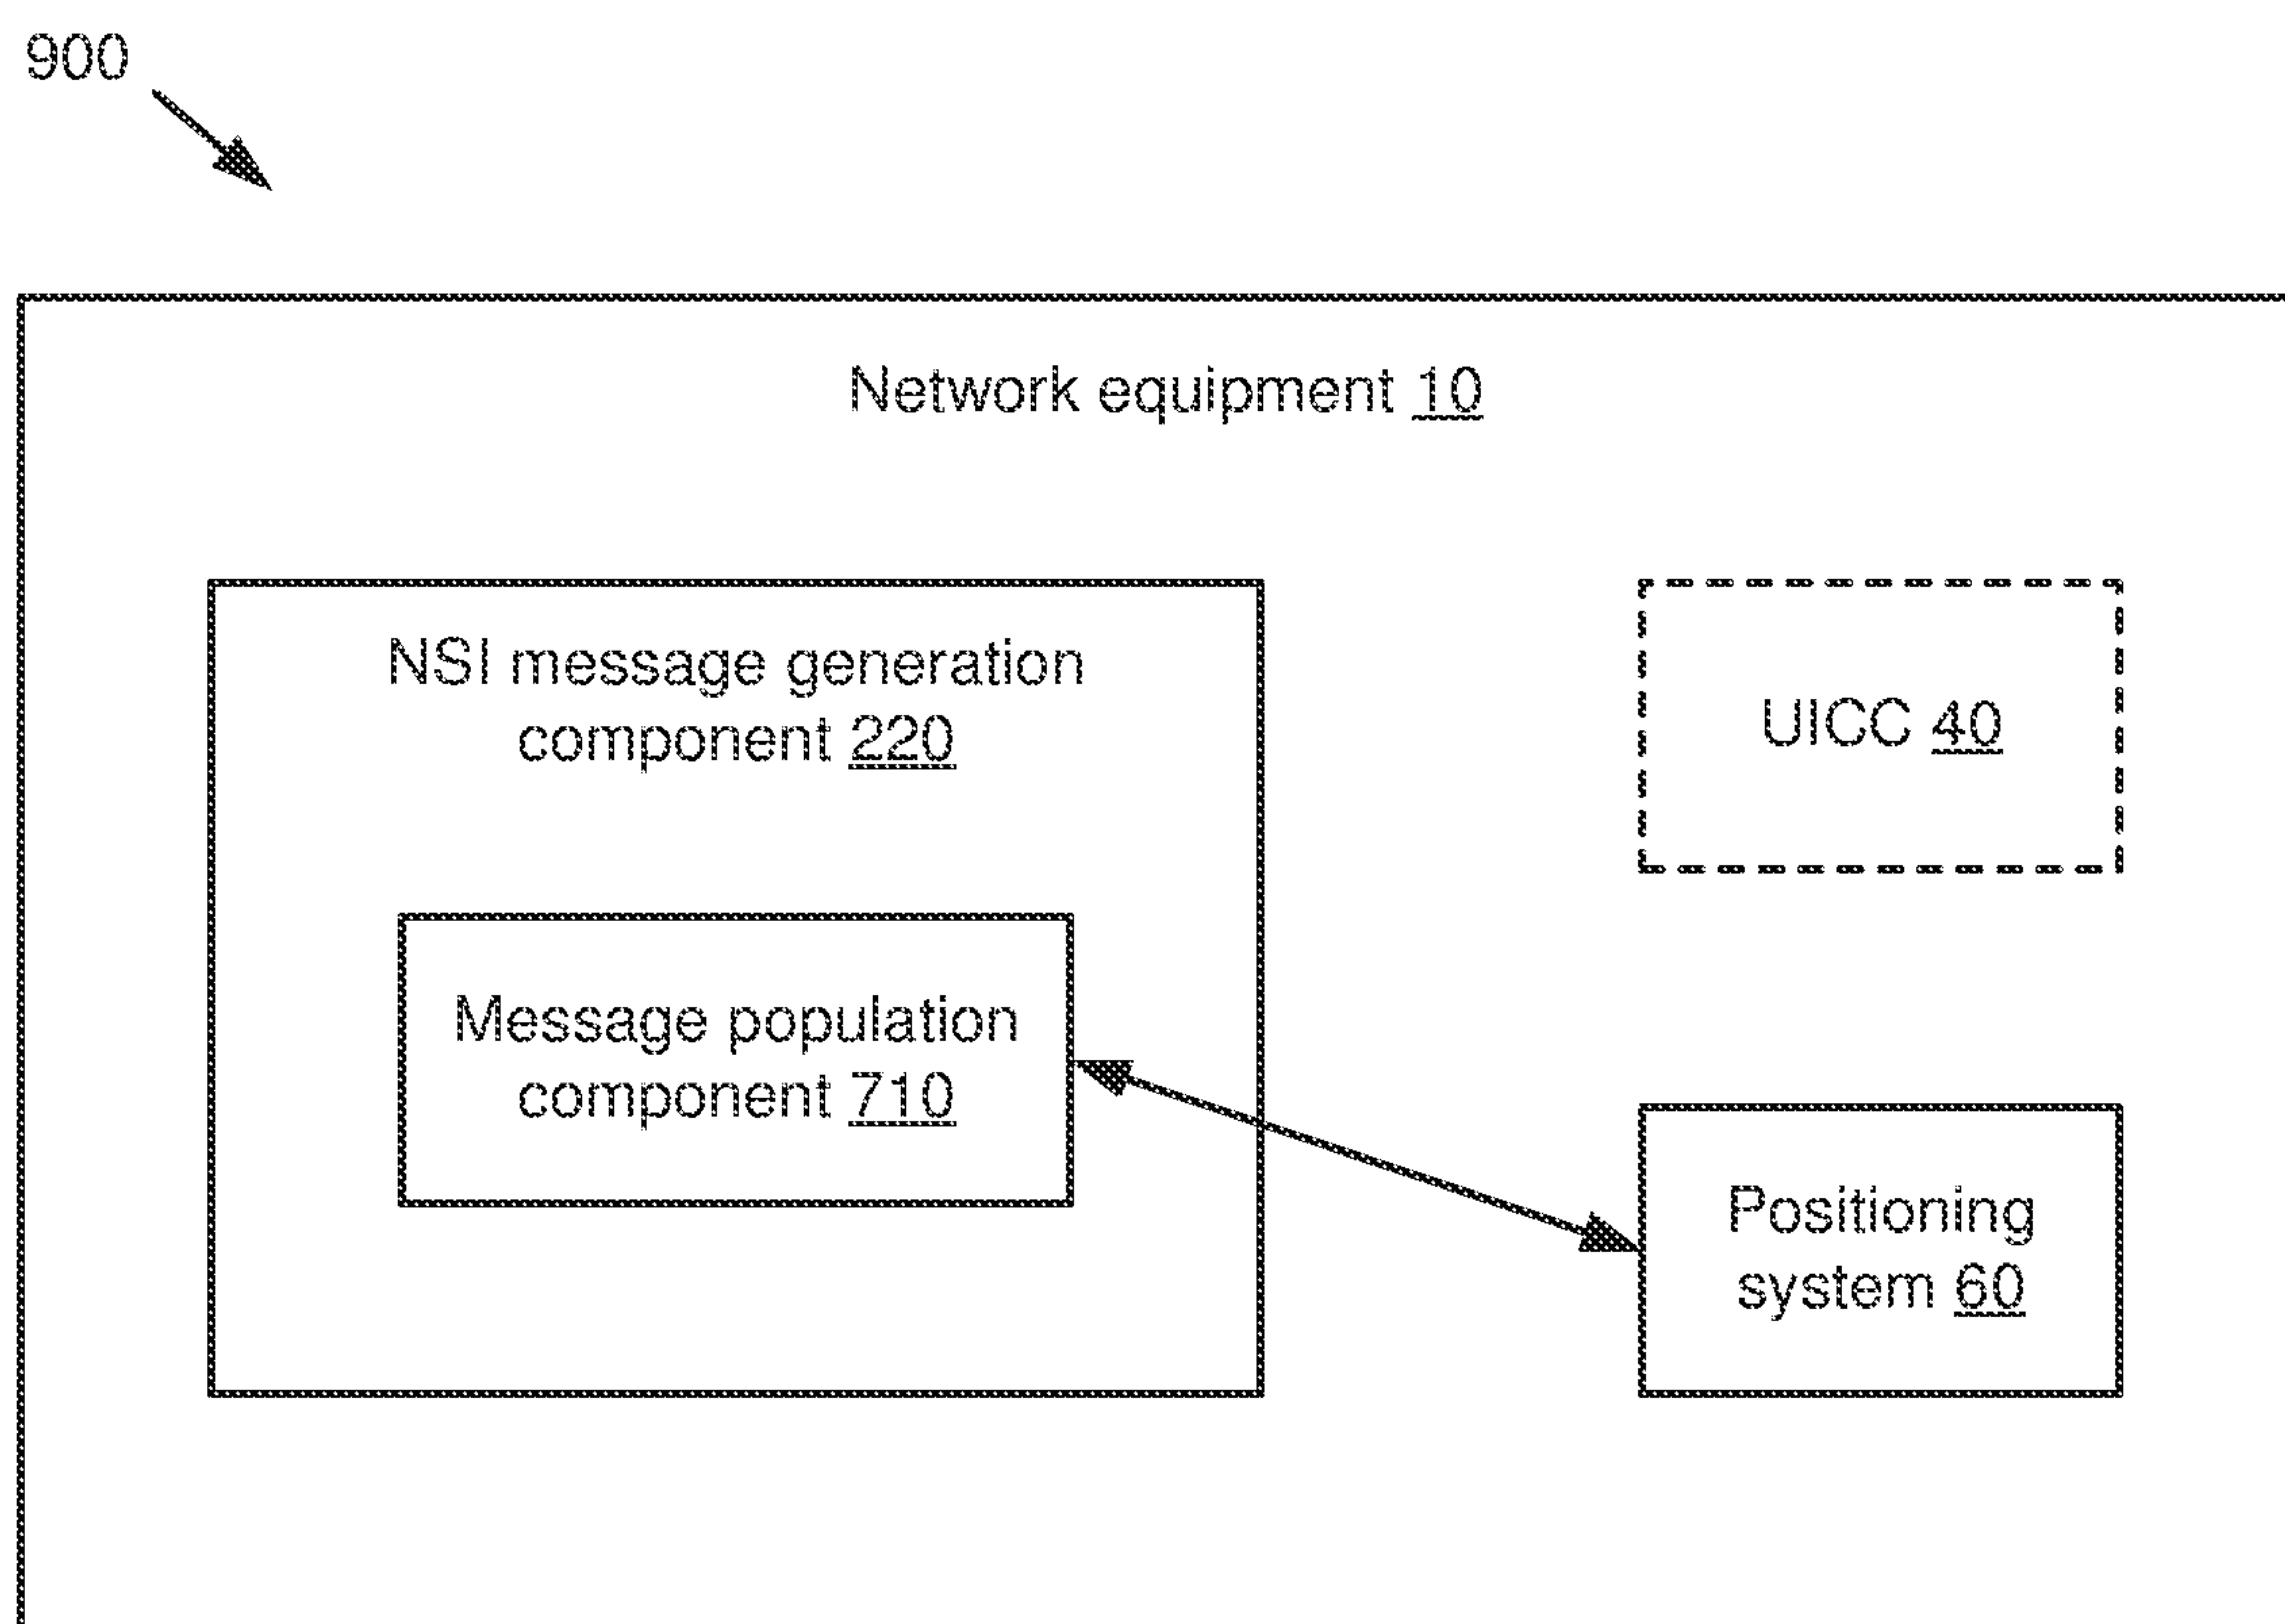 900
Network equipment 10
NSI message generation
component 220
UICC 40
Message population
component 710
Positioning
system 60